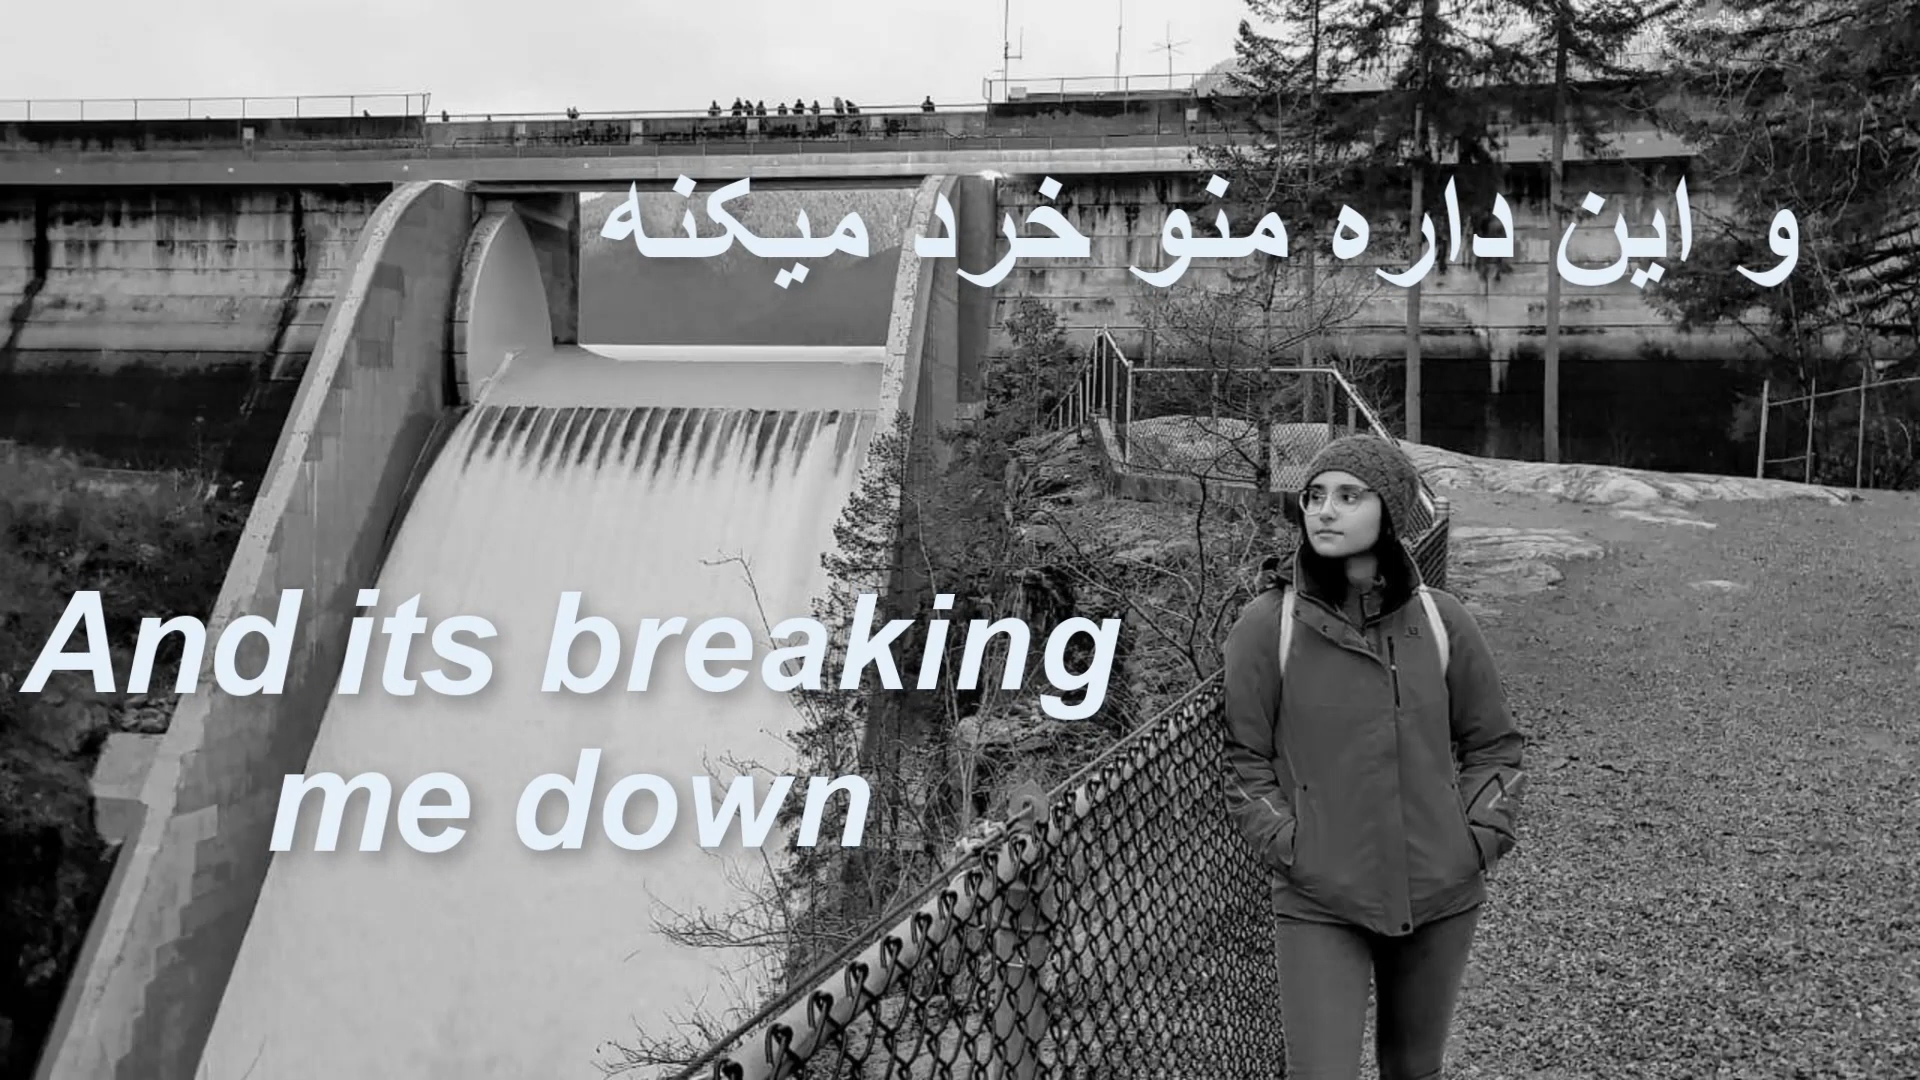 و این داره منو خرد میکنه
And its breaking
me down